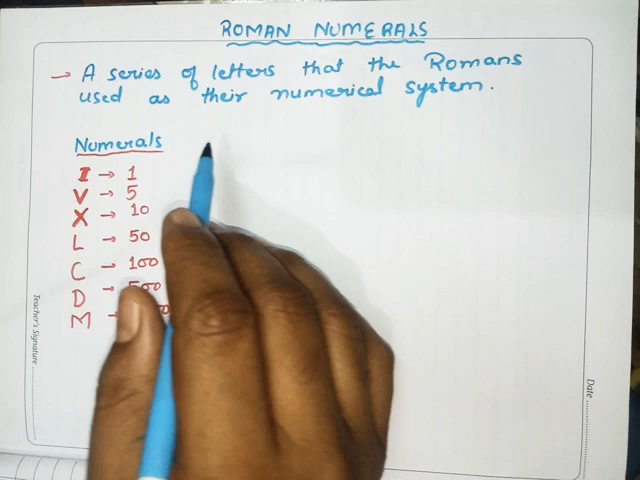 ROMAN NUMERALS
→ A series of letters that the Romans
used as their numerical system.
Numerals
I → 1
V → 5
X → 10
L → 50
C → 100
D → 500
M →
Teacher's Signature
Date